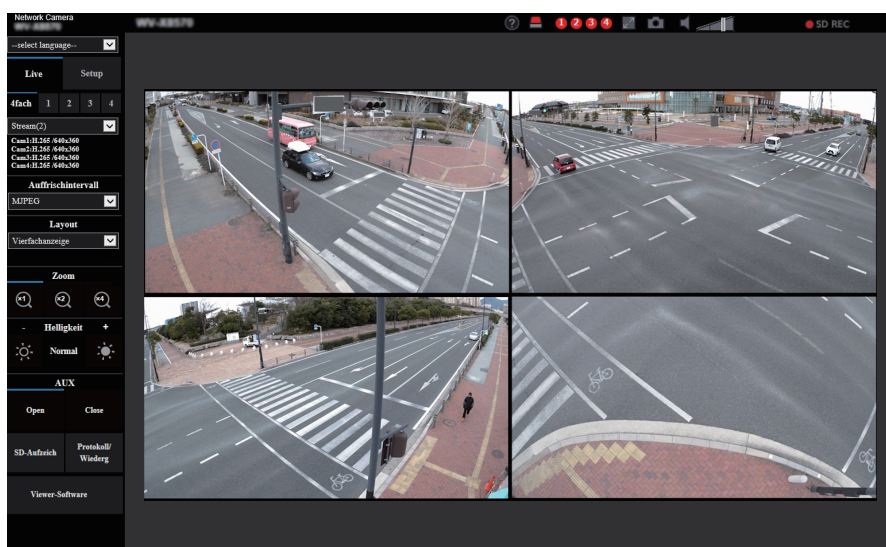 Network Camera
--select language--
Live
Setup
4fach
1
2
3
4
Stream(2)
Cam1:H.265 /640x360
Cam2:H.265 /640x360
Cam3:H.265 /640x360
Cam4:H.265 /640x360
Auffrischintervall
MJPEG
Layout
Vierfachanzeige
Zoom
x1
x2
x4
- Helligkeit +
Normal
AUX
Open
Close
SD-Aufzeich
Protokoll/
Wiederg
Viewer-Software
?
1
2
3
4
SD REC